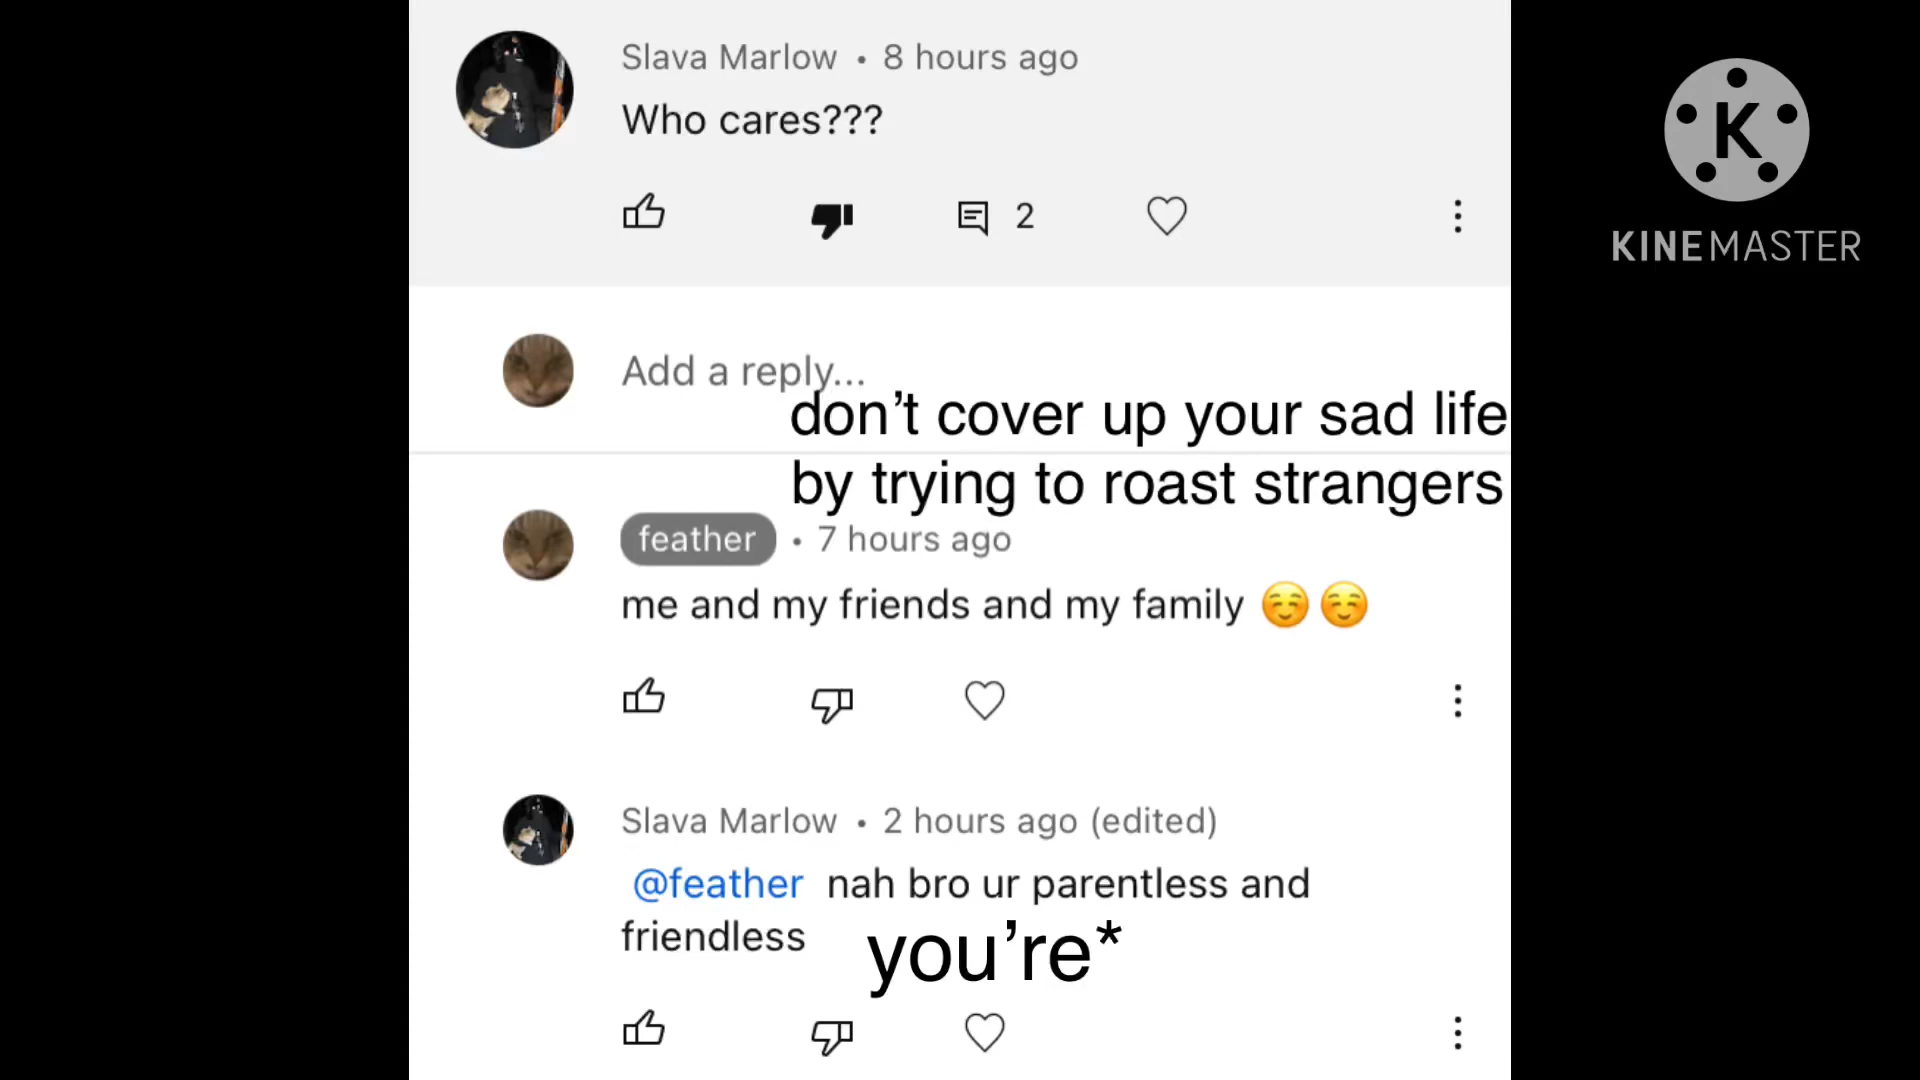 Slava Marlow • 8 hours ago
Who cares???
2
K
KINEMASTER
Add a reply...
don’t cover up your sad life
by trying to roast strangers
feather • 7 hours ago
me and my friends and my family ☺️ ☺️
Slava Marlow • 2 hours ago (edited)
@feather nah bro ur parentless and
friendless
you’re*